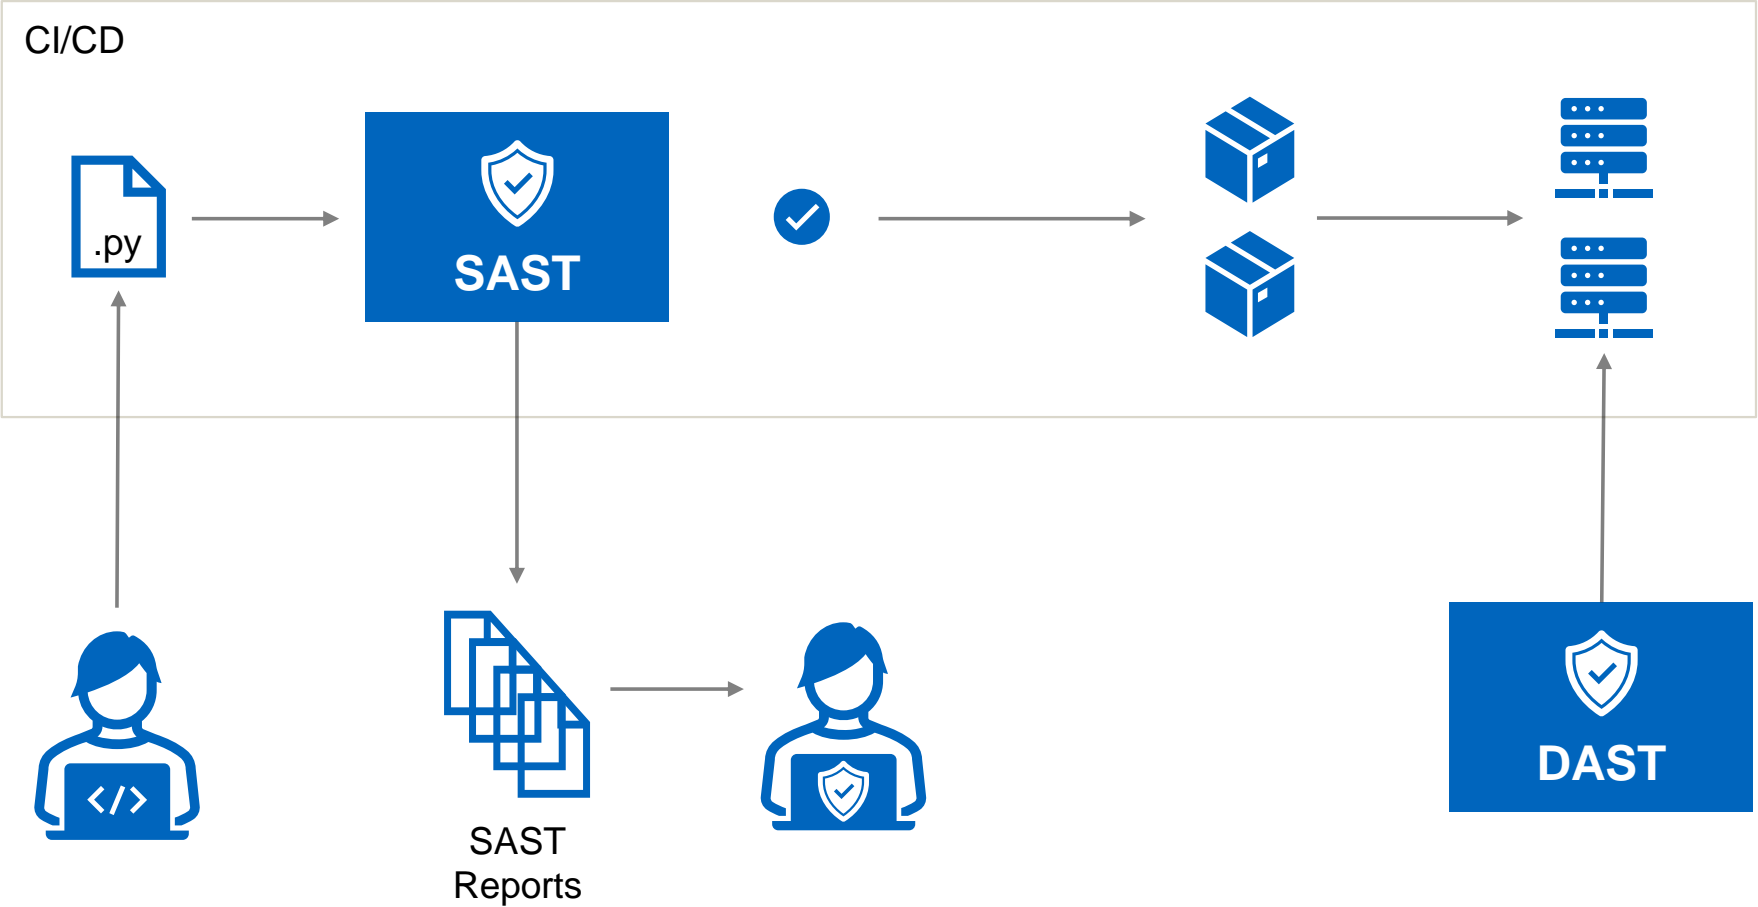 CI/CD
.py
SAST
</>
SAST
Reports
DAST